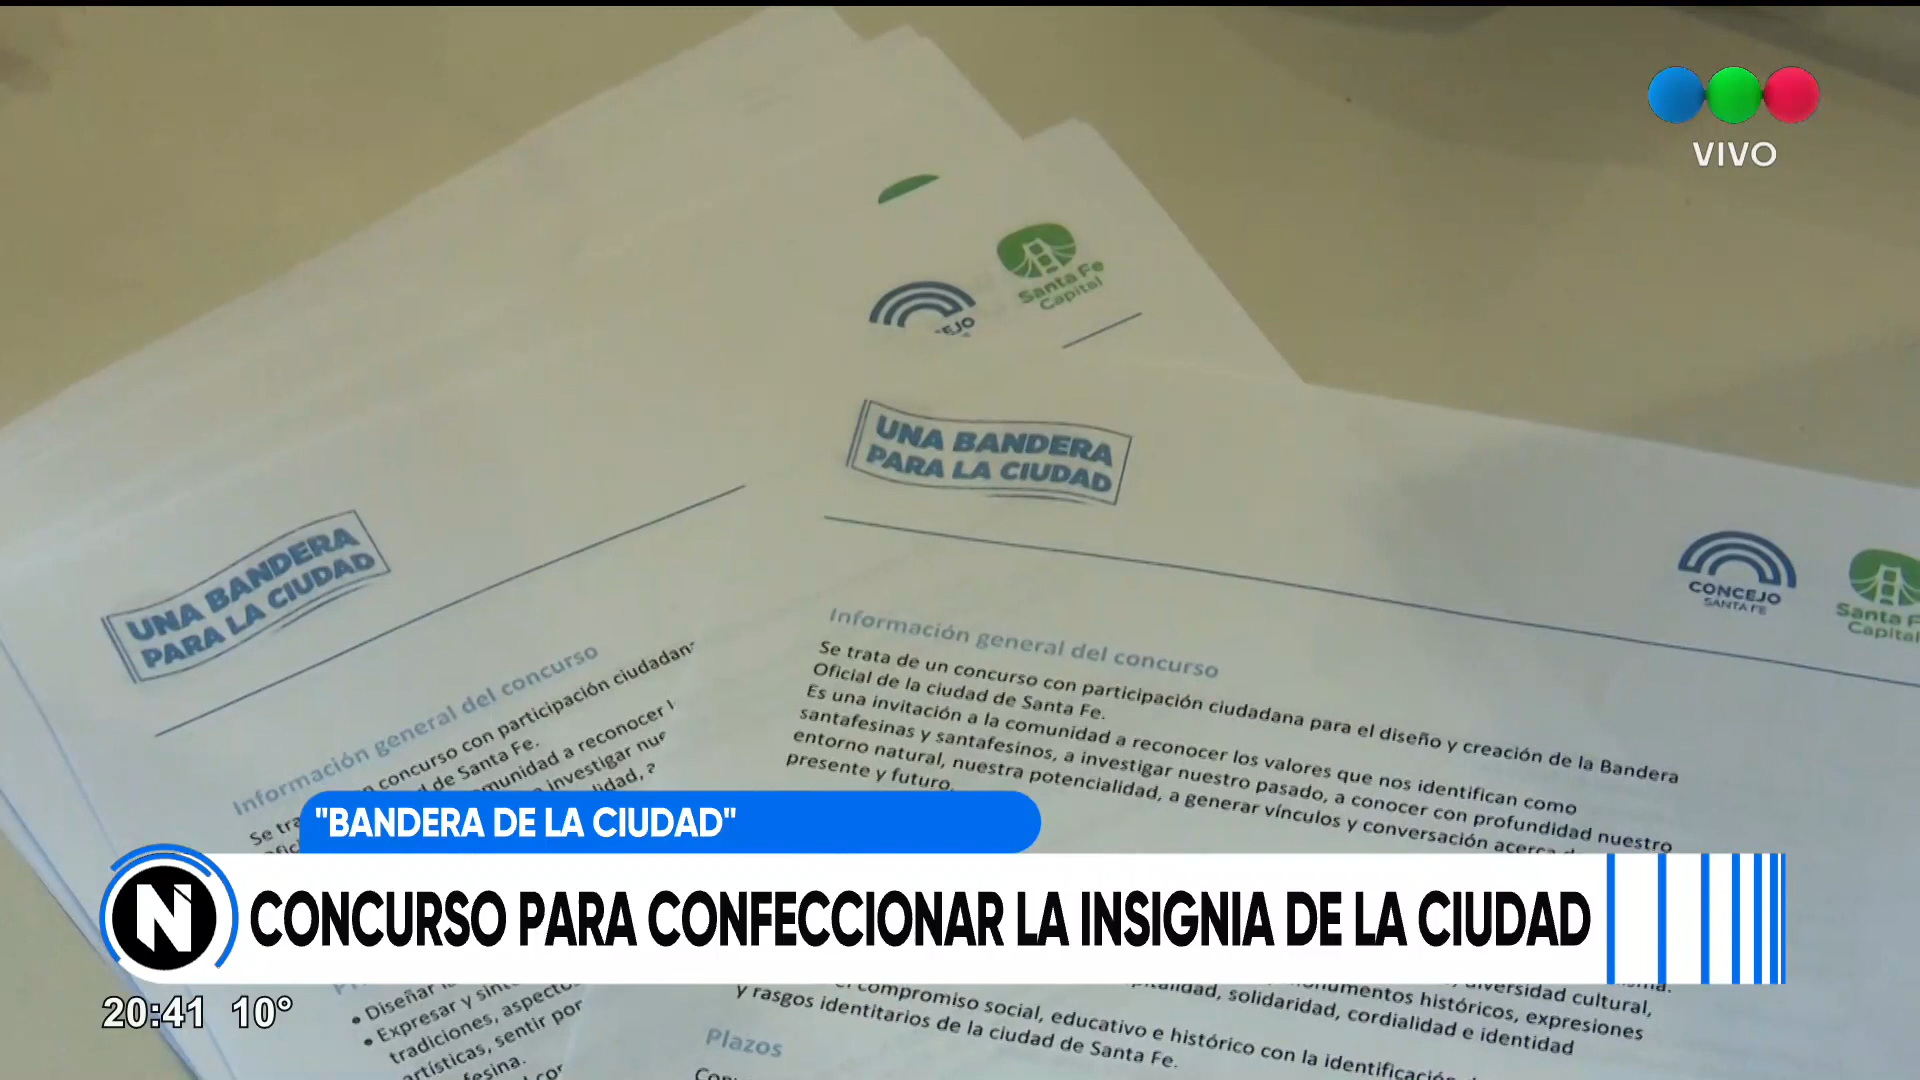 VIVO
Santa Fe
Capital
UNA BANDERA
PARA LA CIUDAD
CONCEJO
SANTA FE
Santa F
Capital
Información general del concurso
Se trata de un concurso con participación ciudadana para el diseño y creación de la Bandera
Oficial de la ciudad de Santa Fe.
Es una invitación a la comunidad a reconocer los valores que nos identifican como
santafesinas y santafesinos, a investigar nuestro pasado, a conocer con profundidad nuestro
entorno natural, nuestra potencialidad, a generar vínculos y conversación acerca
presente y futuro.
UNA BANDERA
PARA LA CIUDAD
Información general del concurso
concurso con participación ciudadan
de Santa Fe.
a reconocer
investigar
"BANDERA DE LA CIUDAD"
N CONCURSO PARA CONFECCIONAR LA INSIGNIA DE LA CIUDAD
20:41 10°
• Diseñar
• Expresar y
tradiciones,
artísticas, sentir por
diversidad cultural,
monumentos históricos, expresiones
solidaridad, cordialidad e identidad
compromiso social, educativo e histórico con la
y rasgos identitarios de la ciudad de Santa Fe.
Plazos